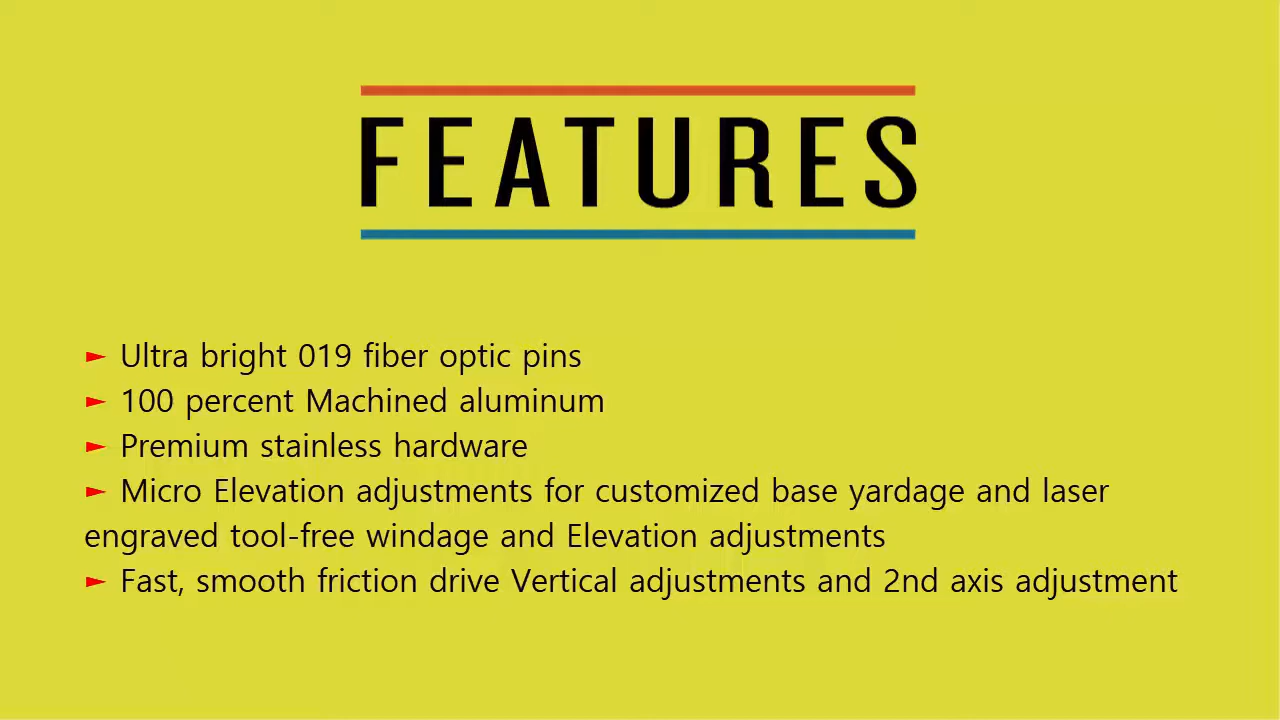 FEATURES
► Ultra bright 019 fiber optic pins
► 100 percent Machined aluminum
► Premium stainless hardware
► Micro Elevation adjustments for customized base yardage and laser
engraved tool-free windage and Elevation adjustments
► Fast, smooth friction drive Vertical adjustments and 2nd axis adjustment